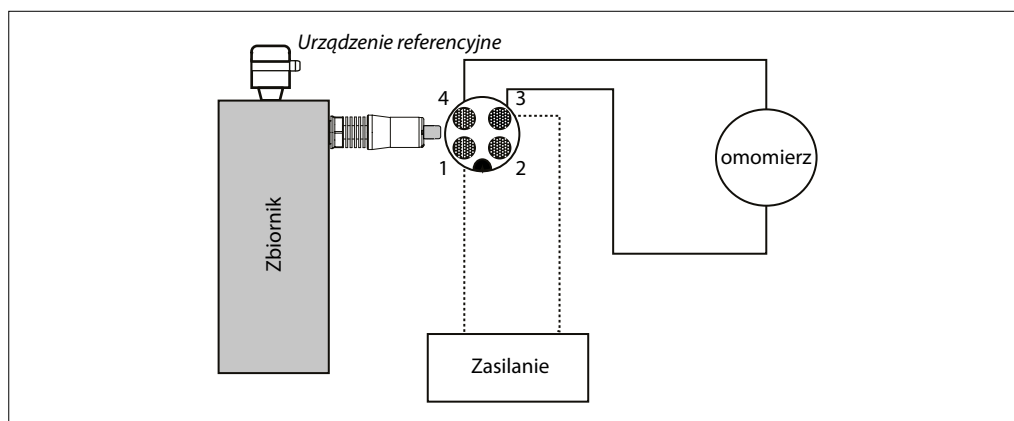 Urządzenie referencyjne
4 3
1 2
omomierz
Zbiornik
Zasilanie